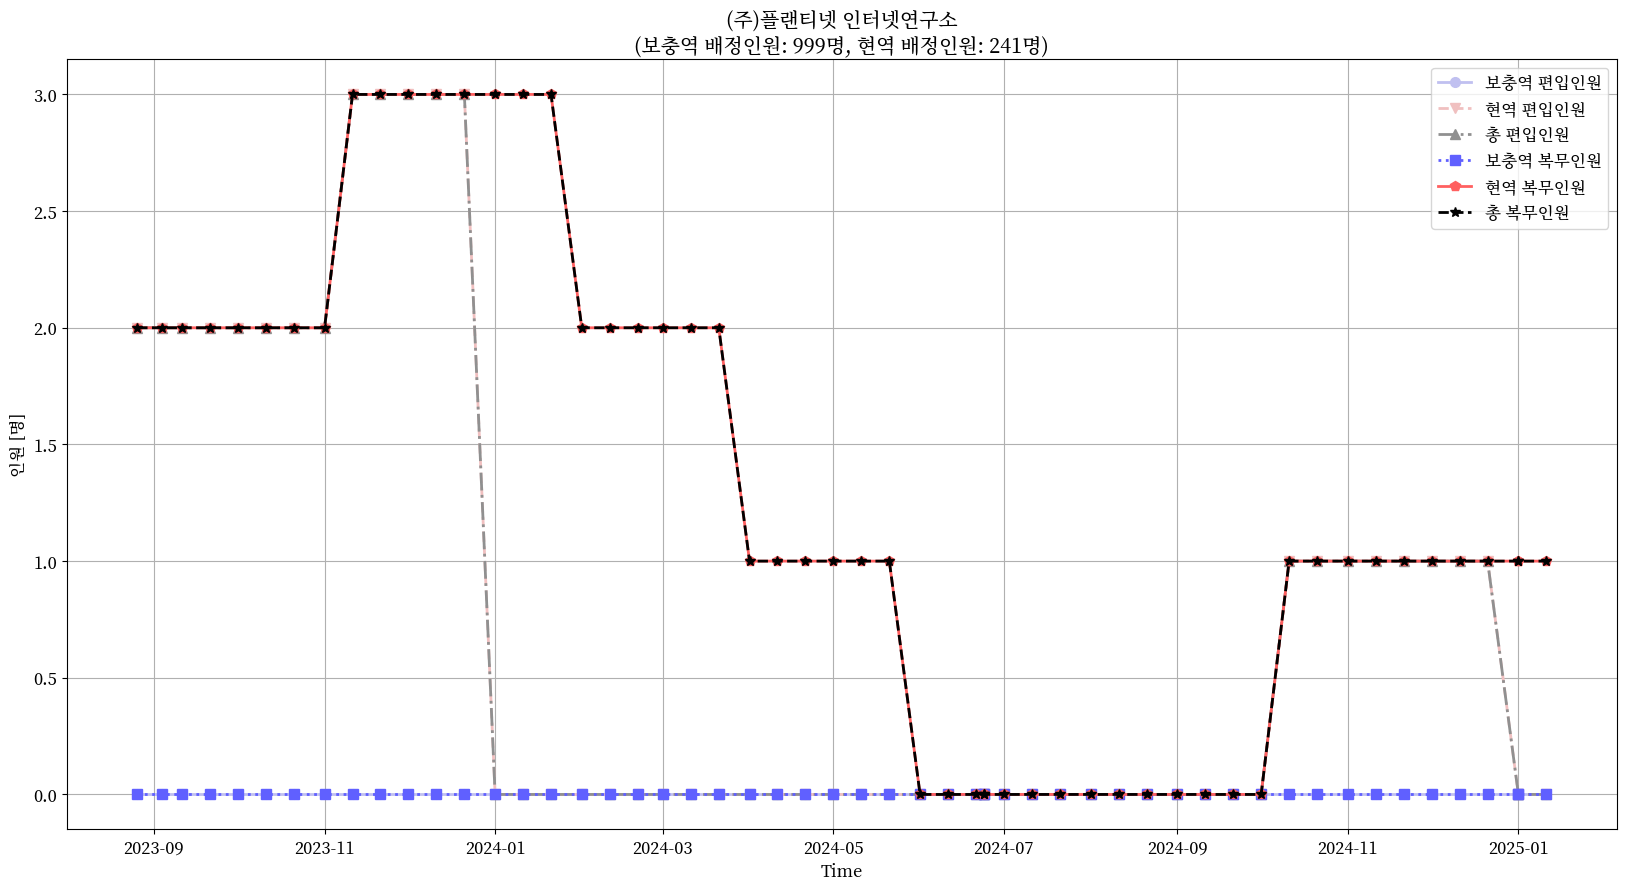 (주)플랜티넷 인터넷연구소
(보충역 배정인원: 999명, 현역 배정인원: 241명)
보충역 편입인원
현역 편입인원
총 편입인원
보충역 복무인원
현역 복무인원
총 복무인원
인원 [명]
3.0
2.5
2.0
1.5
1.0
0.5
0.0
2023-09
2023-11
2024-01
2024-03
2024-05
2024-07
2024-09
2024-11
2025-01
Time